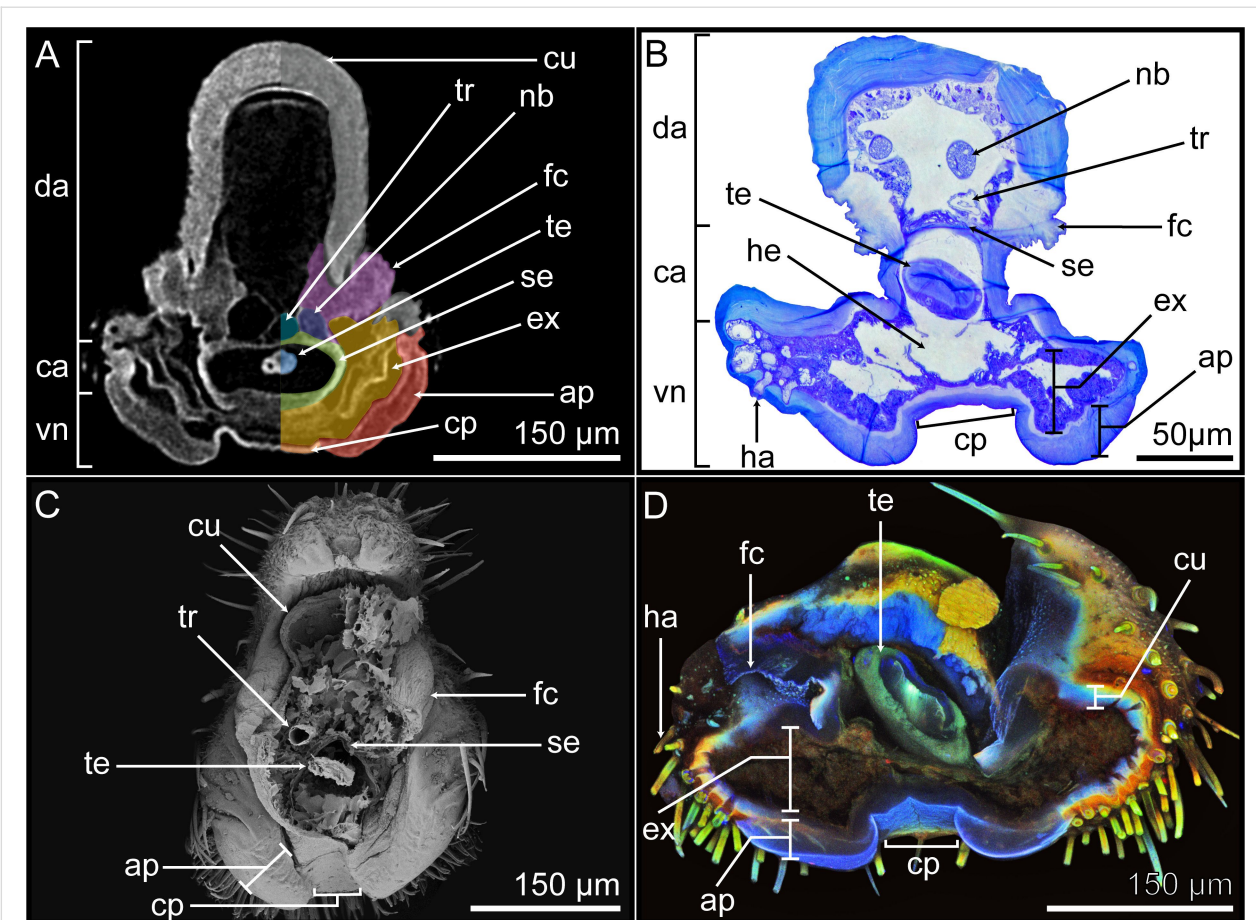 A
cu
tr
nb
fc
te
se
ex
ap
cp
da
ca
vn
150 µm
B
nb
tr
te
fc
he
se
ex
ap
da
ca
vn
cp
ha
50µm
C
cu
tr
fc
se
te
ap
cp
150 µm
D
te
fc
cu
ha
ex
ap
cp
150 µm